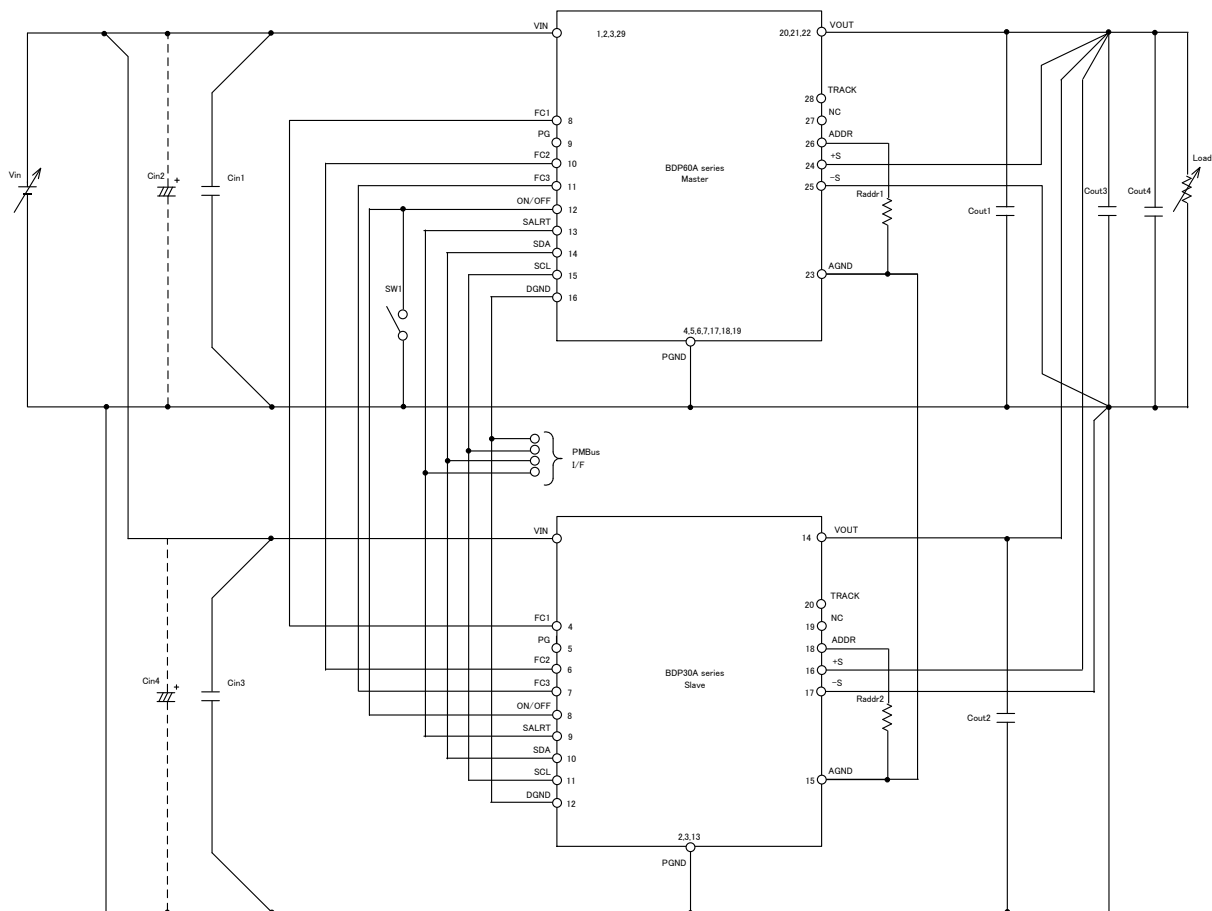 VIN
1,2,3,29
20,21,22
VOUT
28
TRACK
27
NC
FC1
8
PG
9
26
ADDR
FC2
10
24
+S
Vin
Cin2
+
Cin1
BDP60A series
Master
FC3
11
25
-S
Load
Raddr1
Cout3
Cout4
ON/OFF
12
Cout1
SALRT
13
SDA
14
SCL
15
23
AGND
SW1
DGND
16
4,5,6,7,17,18,19
PGND
PMBus
I/F
VIN
14
VOUT
20
TRACK
FC1
4
19
NC
PG
5
18
ADDR
FC2
6
16
+S
Cin4
+
Cin3
BDP30A series
Slave
FC3
7
17
-S
Raddr2
ON/OFF
8
Cout2
SALRT
9
SDA
10
SCL
11
15
AGND
DGND
12
2,3,13
PGND